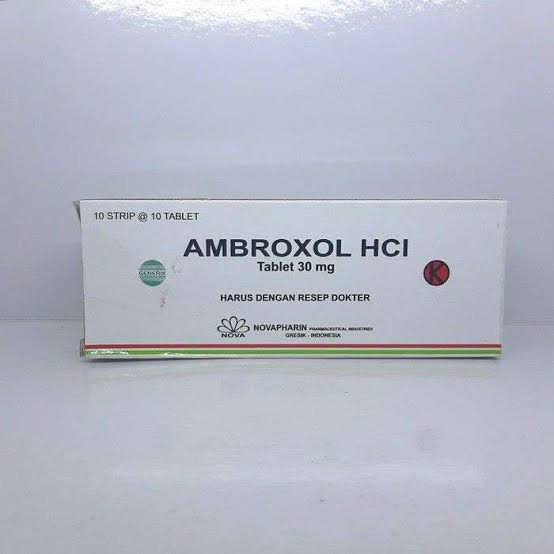 10 STRIP @ 10 TABLET
AMBROXOL HCl
Tablet 30 mg
GENERIK
K
HARUS DENGAN RESEP DOKTER
NOVA
NOVAPHARIN PHARMACEUTICAL INDUSTRIES
GRESIK - INDONESIA